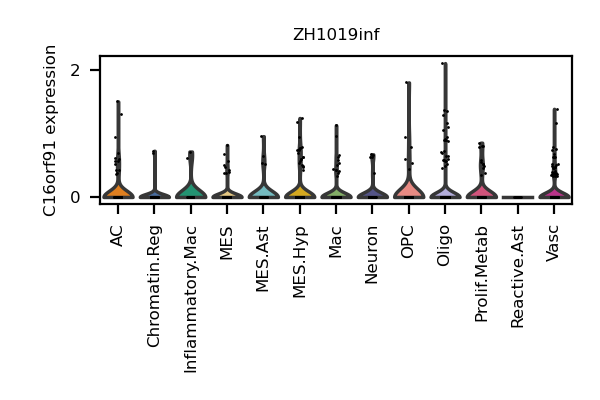 ZH1019inf
C16orf91 expression
2
0
AC
Chromatin.Reg
Inflammatory.Mac
MES
MES.Ast
MES.Hyp
Mac
Neuron
OPC
Oligo
Prolif.Metab
Reactive.Ast
Vasc